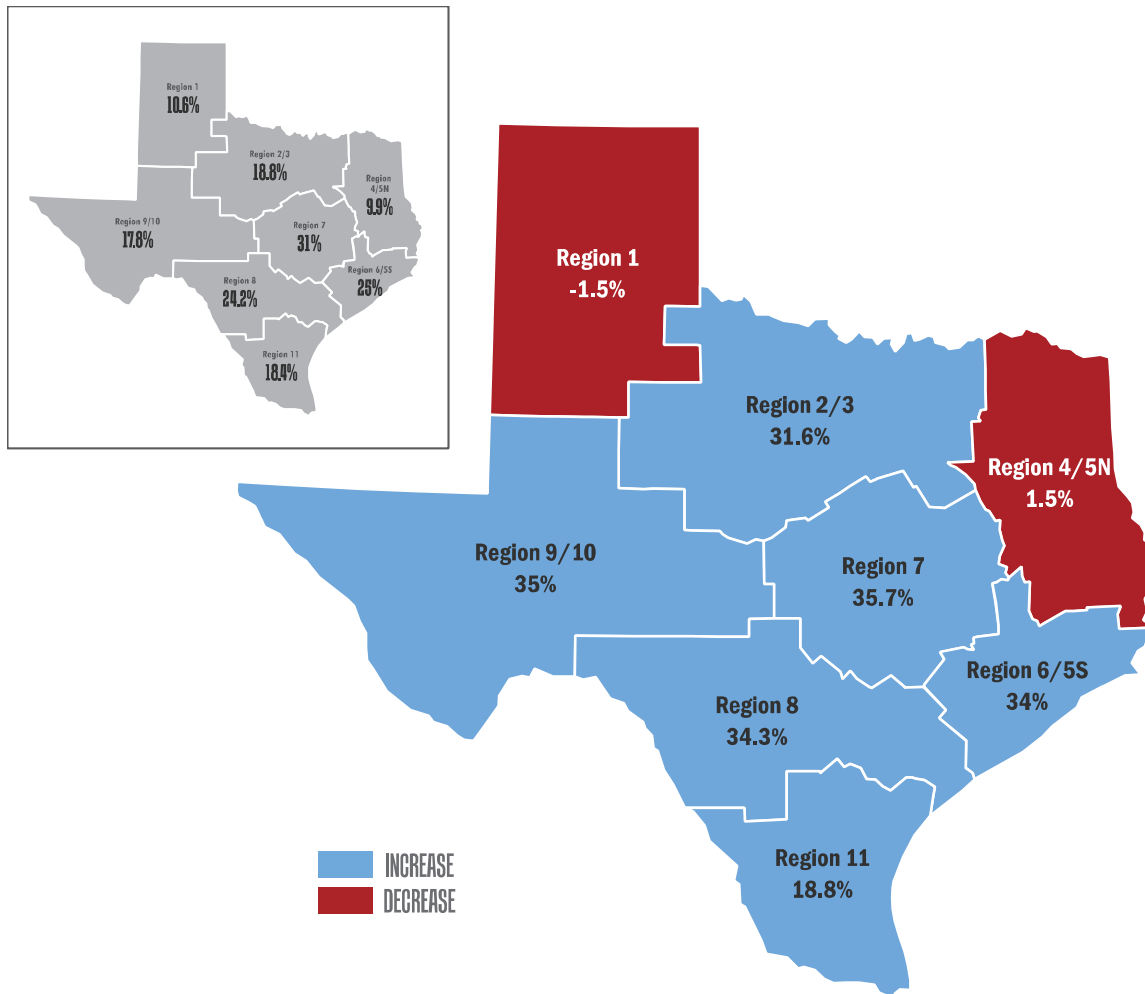 Region 1
10.6%
Region 2/3
18.8%
Region
4/5N
9.9%
Region 9/10
17.8%
Region 7
31%
Region 6/5S
25%
Region 8
24.2%
Region 11
18.4%
Region 1
-1.5%
Region 2/3
31.6%
Region 4/5N
1.5%
Region 9/10
35%
Region 7
35.7%
Region 6/5S
34%
Region 8
34.3%
Region 11
18.8%
INCREASE
DECREASE